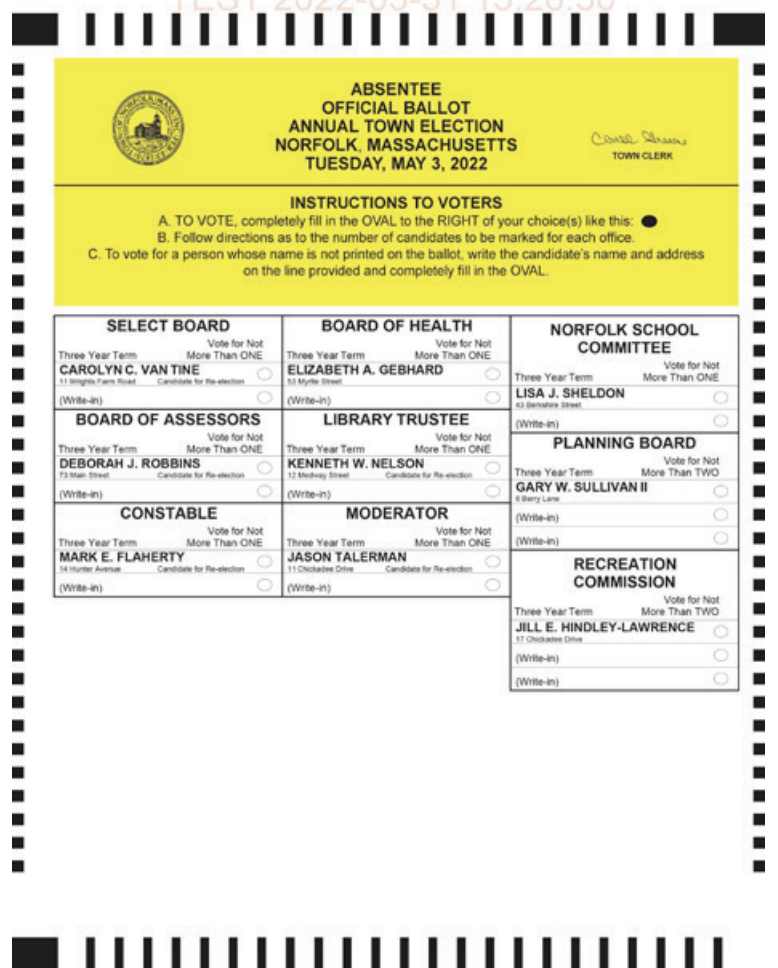 TEST 2022-03-31 15:26:50
ABSENTEE
OFFICIAL BALLOT
ANNUAL TOWN ELECTION
NORFOLK, MASSACHUSETTS
TUESDAY, MAY 3, 2022
TOWN CLERK
INSTRUCTIONS TO VOTERS
A. TO VOTE, completely fill in the OVAL to the RIGHT of your choice(s) like this:
B. Follow directions as to the number of candidates to be marked for each office.
C. To vote for a person whose name is not printed on the ballot, write the candidate's name and address
on the line provided and completely fill in the OVAL.
SELECT BOARD
Vote for Not
Three Year Term More Than ONE
CAROLYN C. VAN TINE
11 Wrights Farm Road Candidate for Re-election
(Write-in)
BOARD OF ASSESSORS
Vote for Not
Three Year Term More Than ONE
DEBORAH J. ROBBINS
73 Main Street Candidate for Re-election
(Write-in)
CONSTABLE
Vote for Not
Three Year Term More Than ONE
MARK E. FLAHERTY
14 Hunter Avenue Candidate for Re-election
(Write-in)
BOARD OF HEALTH
Vote for Not
Three Year Term More Than ONE
ELIZABETH A. GEBHARD
53 Myrtle Street
(Write-in)
LIBRARY TRUSTEE
Vote for Not
Three Year Term More Than ONE
KENNETH W. NELSON
12 Medway Street Candidate for Re-election
(Write-in)
MODERATOR
Vote for Not
Three Year Term More Than ONE
JASON TALERMAN
11 Chickadee Drive Candidate for Re-election
(Write-in)
NORFOLK SCHOOL
COMMITTEE
Vote for Not
Three Year Term More Than ONE
LISA J. SHELDON
43 Berkshire Street
(Write-in)
PLANNING BOARD
Vote for Not
Three Year Term More Than TWO
GARY W. SULLIVAN II
6 Berry Lane
(Write-in)
(Write-in)
RECREATION
COMMISSION
Vote for Not
Three Year Term More Than TWO
JILL E. HINDLEY-LAWRENCE
17 Chickadee Drive
(Write-in)
(Write-in)